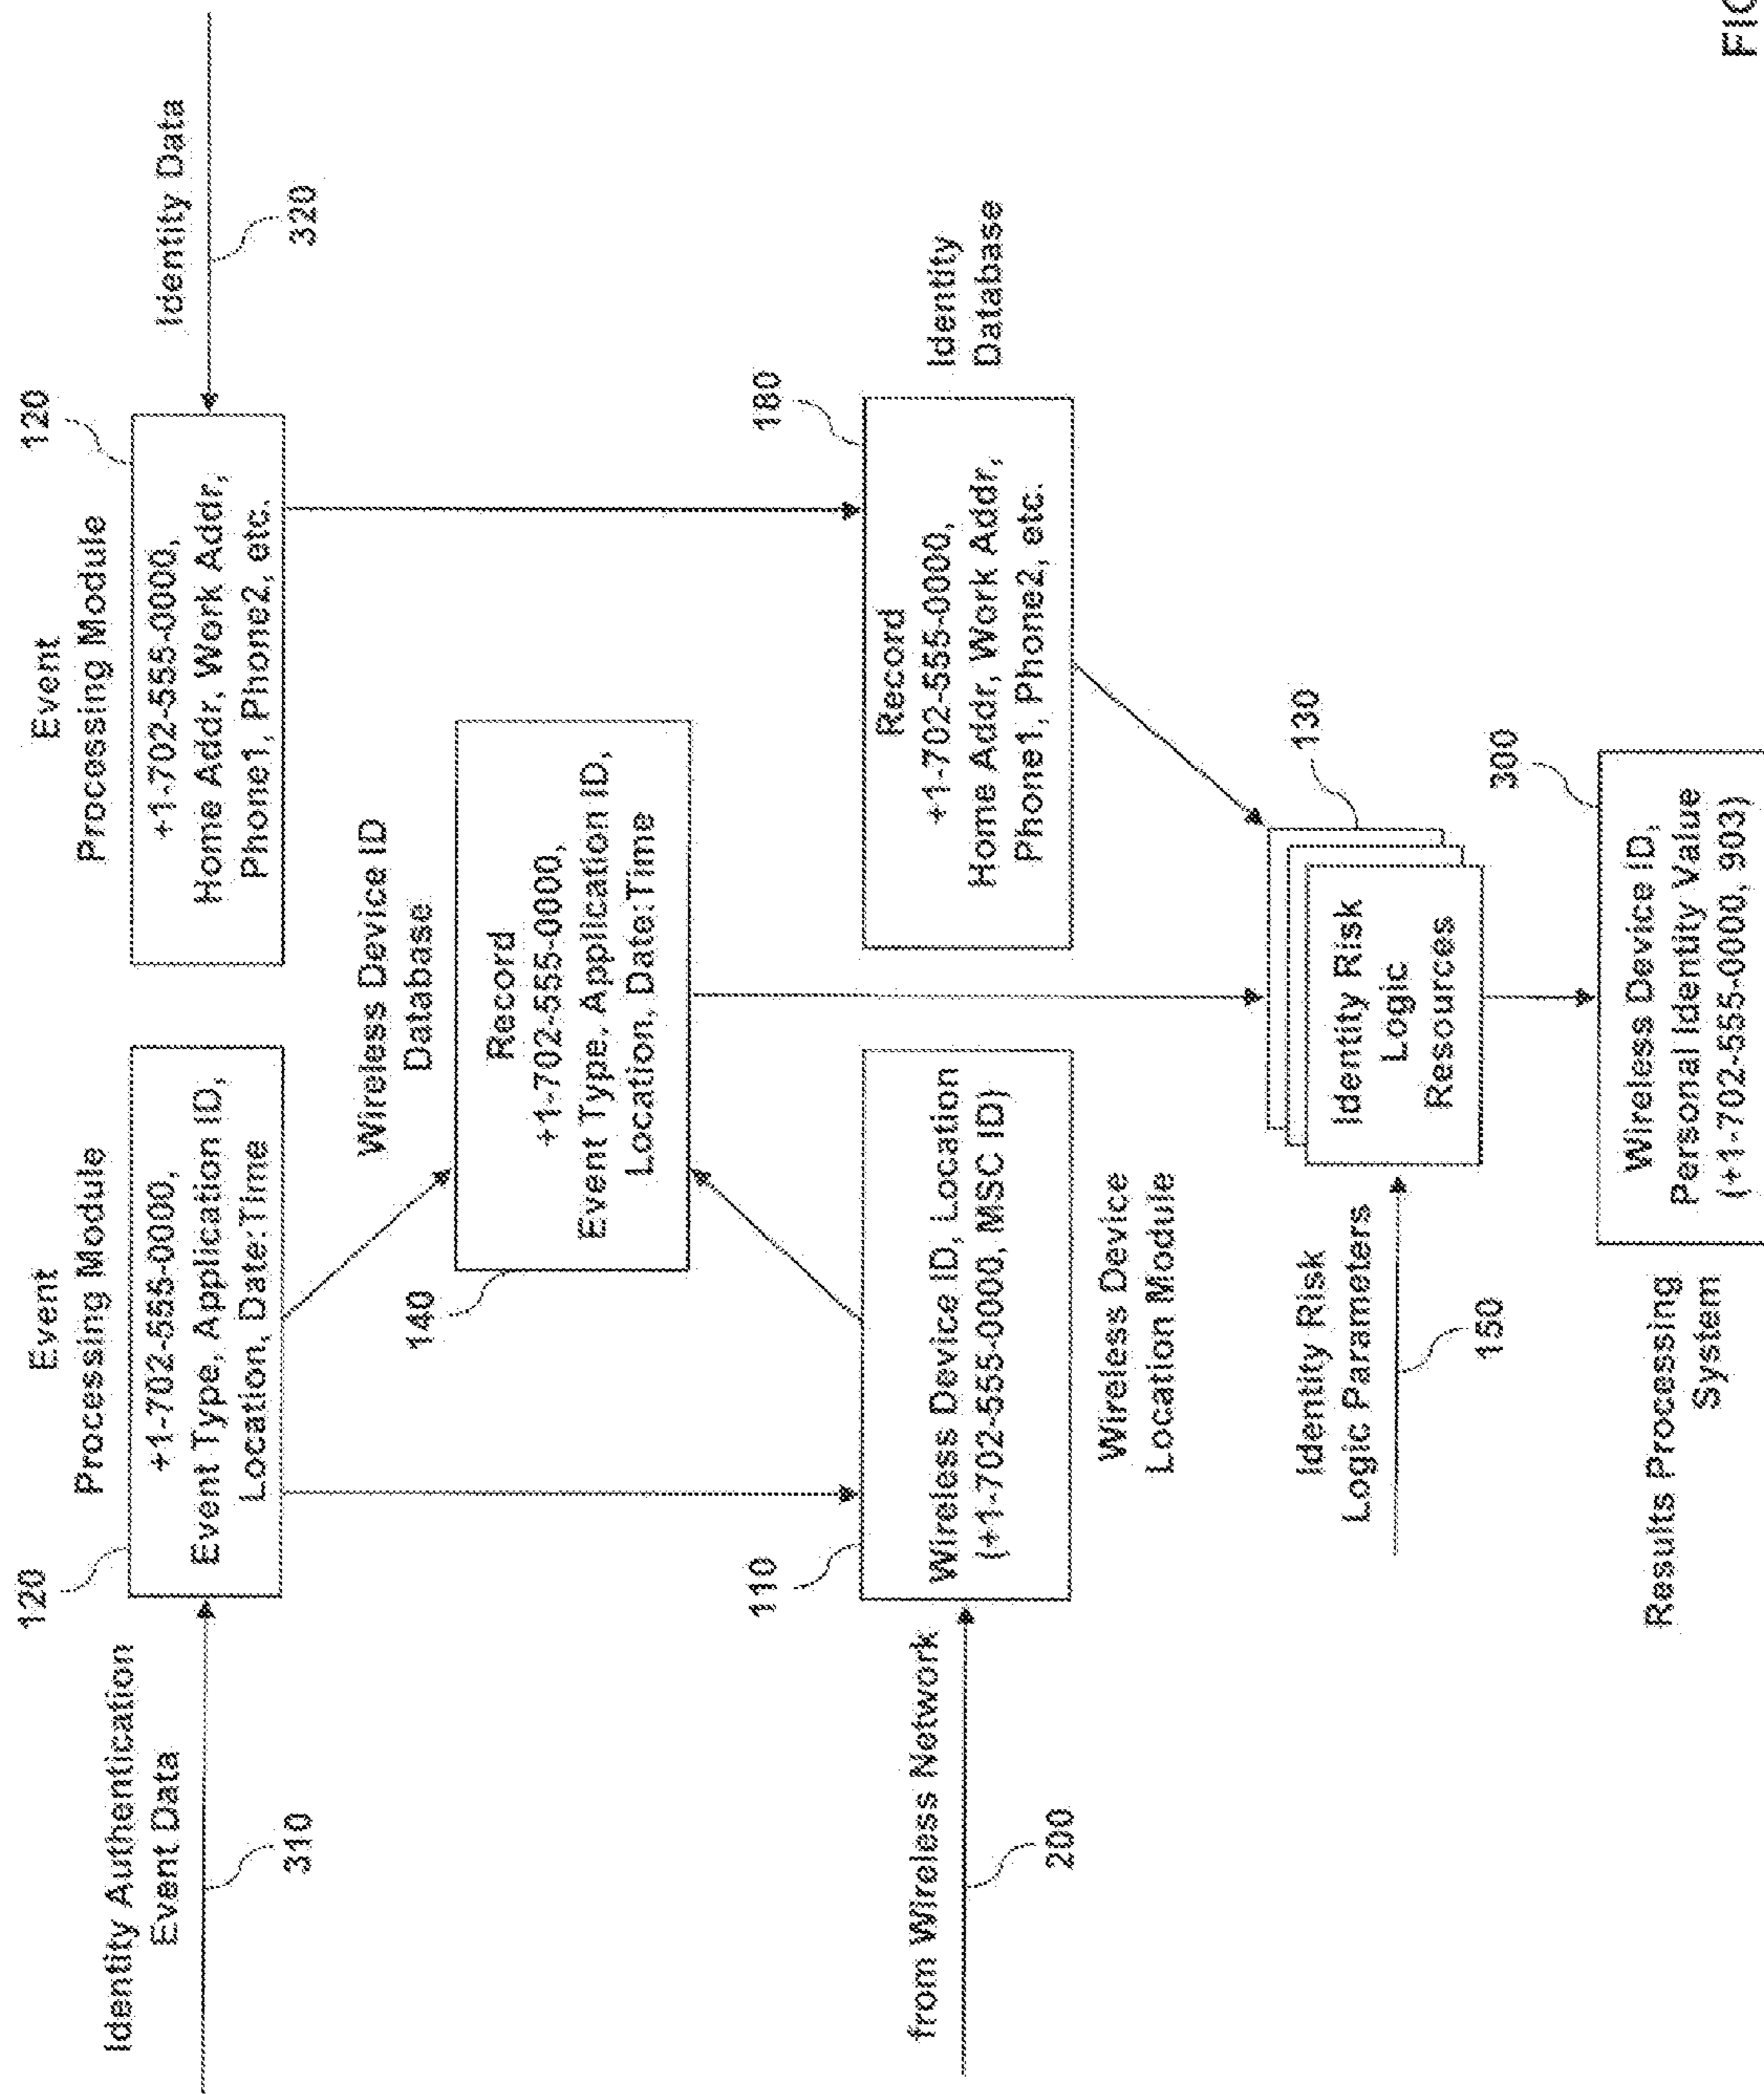 Identity Authentication
Event Data
310
Event
Processing Module
120
+1-702-555-0000,
Event Type, Application ID,
Location, Date:Time
Event
Processing Module
120
+1-702-555-0000,
Home Addr, Work Addr,
Phone1, Phone2, etc.
Identity Data
320
Wireless Device ID
Database
140
Record
+1-702-555-0000,
Event Type, Application ID,
Location, Date:Time
from Wireless Network
200
110
Wireless Device ID, Location
(+1-702-555-0000, MSC ID)
Wireless Device
Location Module
180
Record
+1-702-555-0000,
Home Addr, Work Addr,
Phone1, Phone2, etc.
Identity
Database
Identity Risk
Logic Parameters
150
130
Identity Risk
Logic
Resources
Results Processing
System
300
Wireless Device ID,
Personal Identity Value
(+1-702-555-0000, 903)